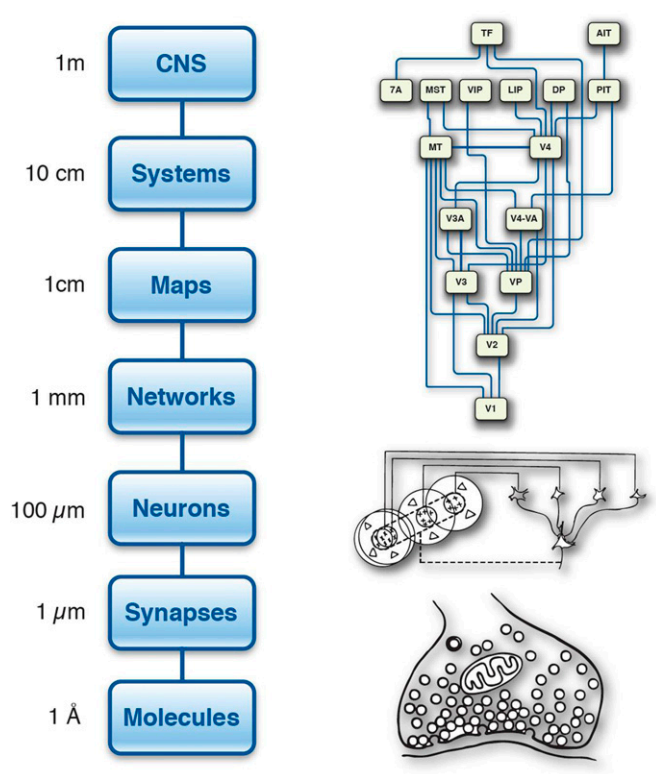 1m
CNS
10 cm
Systems
1cm
Maps
1 mm
Networks
100 µm
Neurons
1 µm
Synapses
1 Å
Molecules
TF AIT
7A MST VIP LIP DP PIT
MT V4
V3A V4-VA
V3 VP
V2
V1